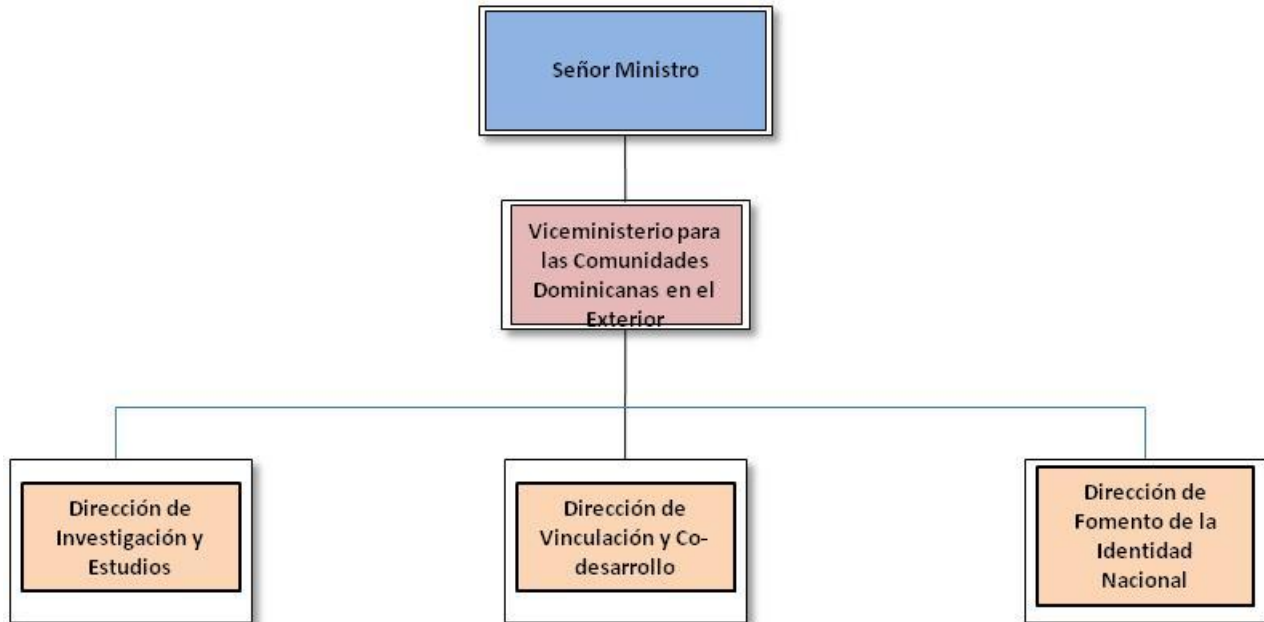 Señor Ministro
Viceministerio para
las Comunidades
Dominicanas en el
Exterior
Dirección de
Investigación y
Estudios
Dirección de
Vinculación y Co-
desarrollo
Dirección de
Fomento de la
Identidad
Nacional